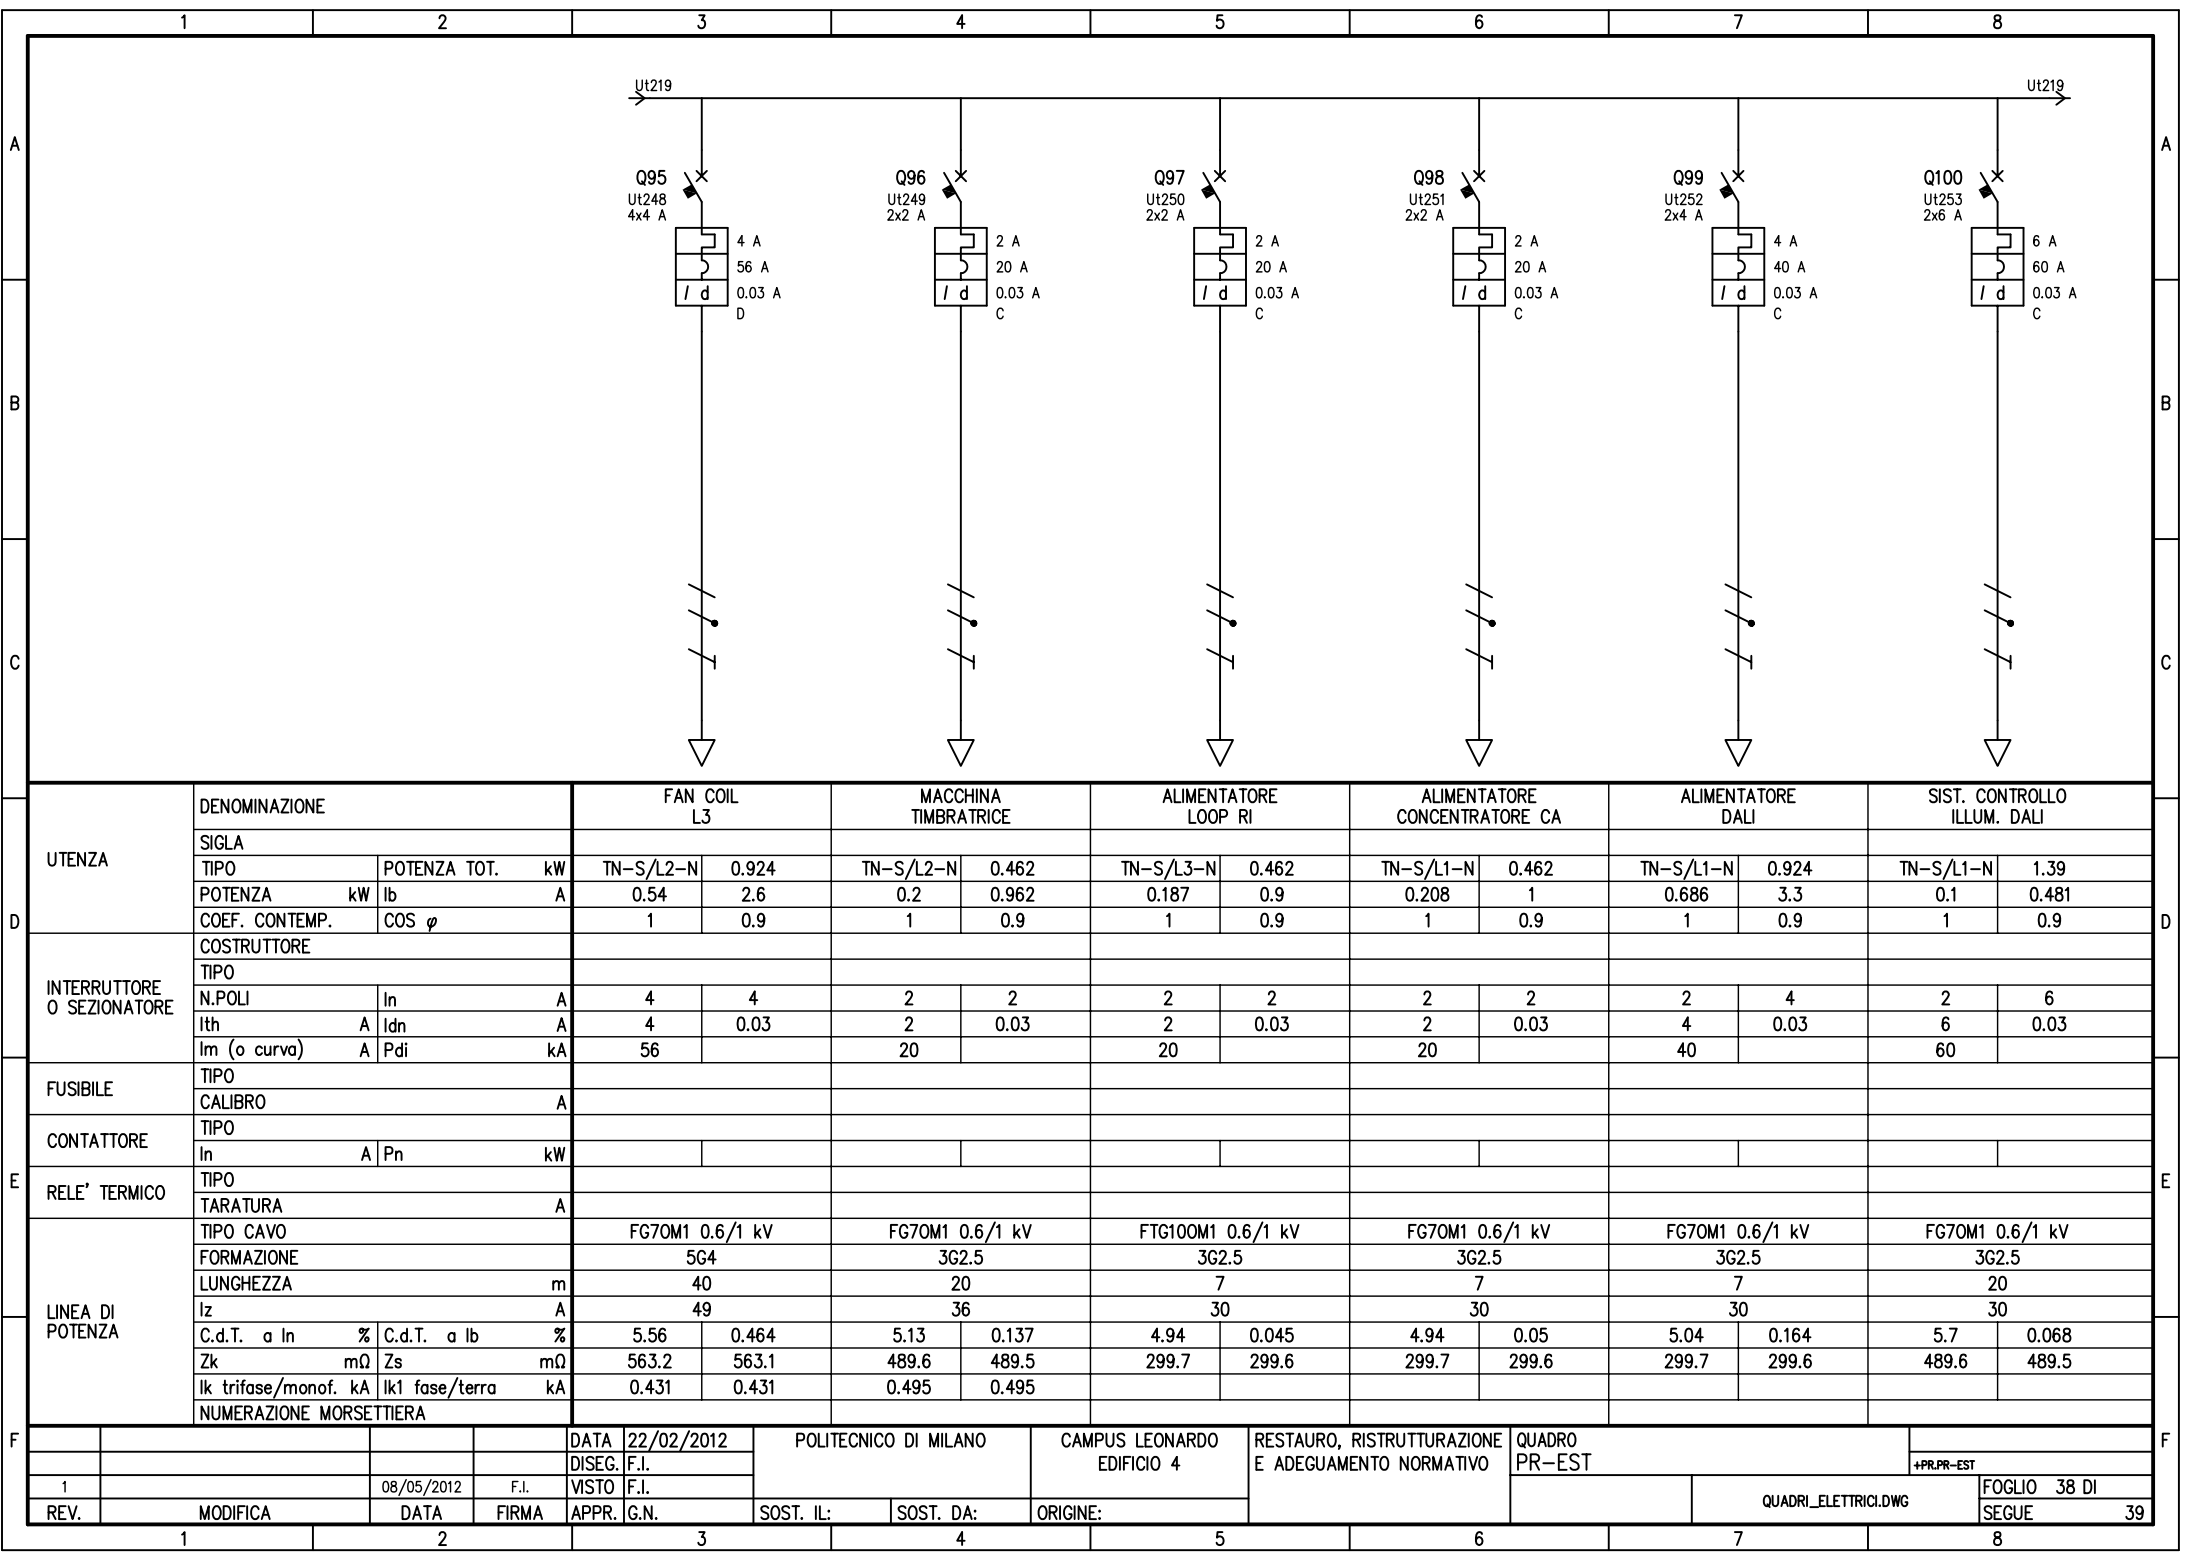 1 2 3 4 5 6 7 8
Ut219 Ut219
A A
Q95 Q96 Q97 Q98 Q99 Q100
Ut248 Ut249 Ut250 Ut251 Ut252 Ut253
4x4 A 2x2 A 2x2 A 2x2 A 2x4 A 2x6 A
4 A 2 A 2 A 2 A 4 A 6 A
56 A 20 A 20 A 20 A 40 A 60 A
I d 0.03 A I d 0.03 A I d 0.03 A I d 0.03 A I d 0.03 A I d 0.03 A
D C C C C C
B B
C C
UTENZA
DENOMINAZIONE FAN COIL L3 MACCHINA TIMBRATRICE ALIMENTATORE LOOP RI ALIMENTATORE CONCENTRATORE CA ALIMENTATORE DALI SIST. CONTROLLO ILLUM. DALI
SIGLA
TIPO POTENZA TOT. kW TN-S/L2-N 0.924 TN-S/L2-N 0.462 TN-S/L3-N 0.462 TN-S/L1-N 0.462 TN-S/L1-N 0.924 TN-S/L1-N 1.39
POTENZA kW Ib A 0.54 2.6 0.2 0.962 0.187 0.9 0.208 1 0.686 3.3 0.1 0.481
COEF. CONTEMP. COS φ 1 0.9 1 0.9 1 0.9 1 0.9 1 0.9 1 0.9
D D
INTERRUTTORE O SEZIONATORE
COSTRUTTORE
TIPO
N.POLI In A 4 4 2 2 2 2 2 2 2 4 2 6
Ith A Idn A 4 0.03 2 0.03 2 0.03 2 0.03 4 0.03 6 0.03
Im (o curva) A Pdi kA 56 20 20 20 40 60
FUSIBILE
TIPO
CALIBRO A
CONTATTORE
TIPO
In A Pn kW
E E
RELE' TERMICO
TIPO
TARATURA A
LINEA DI POTENZA
TIPO CAVO FG7OM1 0.6/1 kV FG7OM1 0.6/1 kV FTG10OM1 0.6/1 kV FG7OM1 0.6/1 kV FG7OM1 0.6/1 kV FG7OM1 0.6/1 kV
FORMAZIONE 5G4 3G2.5 3G2.5 3G2.5 3G2.5 3G2.5
LUNGHEZZA m 40 20 7 7 7 20
Iz A 49 36 30 30 30 30
C.d.T. a In % C.d.T. a Ib % 5.56 0.464 5.13 0.137 4.94 0.045 4.94 0.05 5.04 0.164 5.7 0.068
Zk mΩ Zs mΩ 563.2 563.1 489.6 489.5 299.7 299.6 299.7 299.6 299.7 299.6 489.6 489.5
Ik trifase/monof. kA Ik1 fase/terra kA 0.431 0.431 0.495 0.495
NUMERAZIONE MORSETTIERA
F F
DATA 22/02/2012 POLITECNICO DI MILANO CAMPUS LEONARDO RESTAURO, RISTRUTTURAZIONE QUADRO
DISEG. F.I. EDIFICIO 4 E ADEGUAMENTO NORMATIVO PR-EST +PR.PR-EST
1 08/05/2012 F.I. VISTO F.I. QUADRI_ELETTRICI.DWG FOGLIO 38 DI
REV. MODIFICA DATA FIRMA APPR. G.N. SOST. IL: SOST. DA: ORIGINE: SEGUE 39
1 2 3 4 5 6 7 8